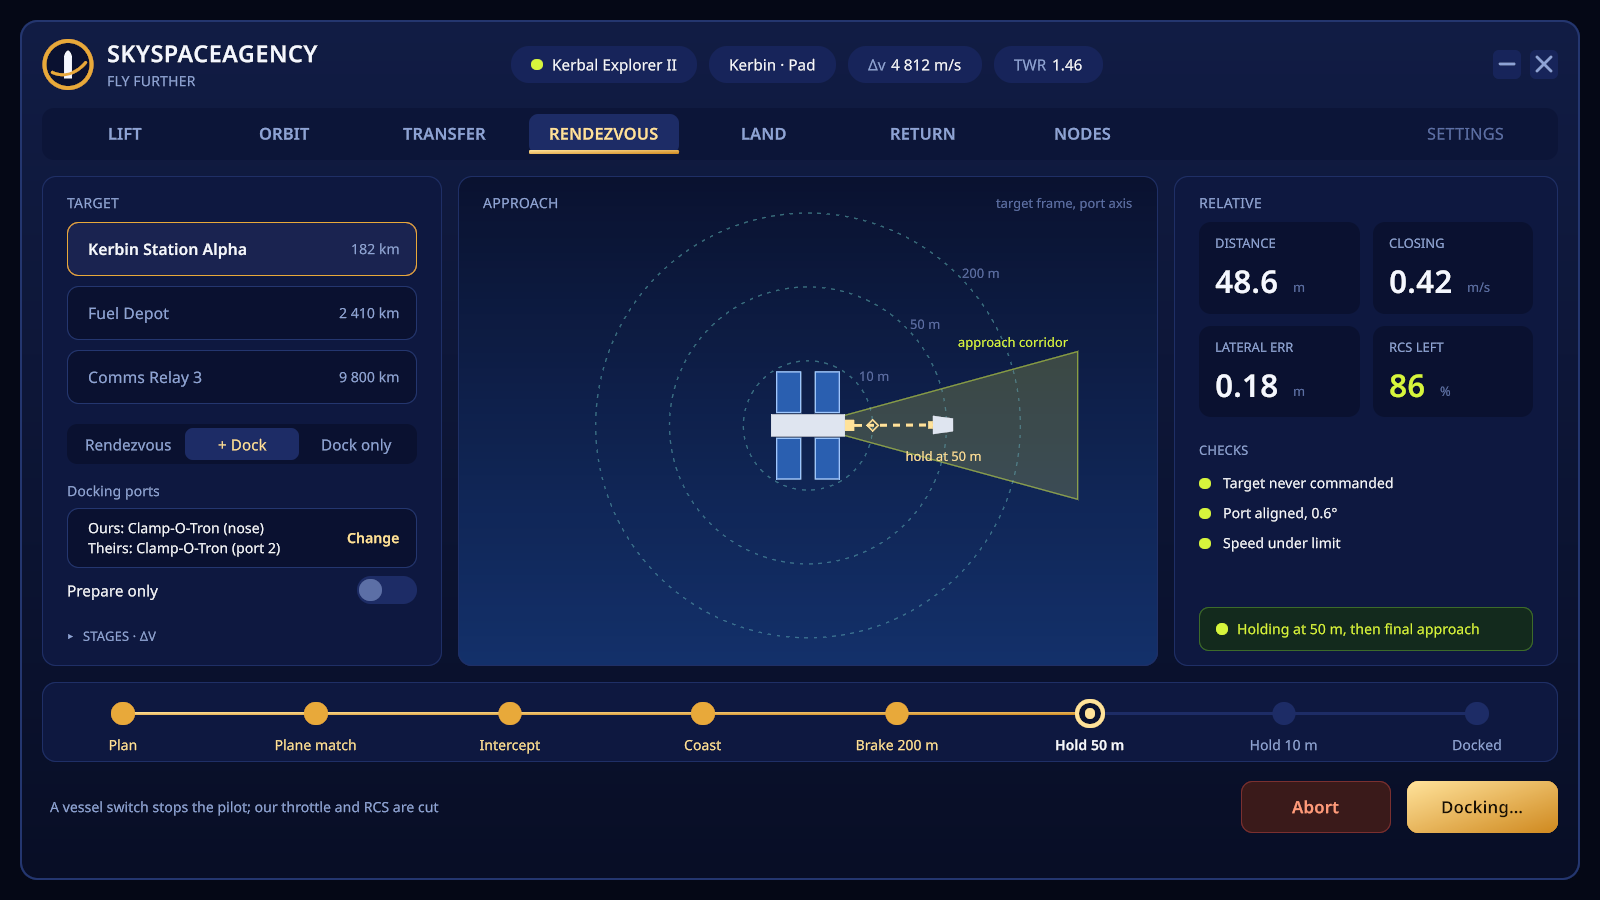 SKYSPACEAGENCY
FLY FURTHER
Kerbal Explorer II
Kerbin · Pad
Δv 4 812 m/s
TWR 1.46
LIFT
ORBIT
TRANSFER
RENDEZVOUS
LAND
RETURN
NODES
SETTINGS
TARGET
Kerbin Station Alpha
182 km
Fuel Depot
2 410 km
Comms Relay 3
9 800 km
Rendezvous
+ Dock
Dock only
Docking ports
Ours: Clamp-O-Tron (nose)
Theirs: Clamp-O-Tron (port 2)
Change
Prepare only
STAGES · ΔV
APPROACH
target frame, port axis
200 m
50 m
approach corridor
10 m
hold at 50 m
RELATIVE
DISTANCE
48.6 m
CLOSING
0.42 m/s
LATERAL ERR
0.18 m
RCS LEFT
86 %
CHECKS
Target never commanded
Port aligned, 0.6°
Speed under limit
Holding at 50 m, then final approach
Plan
Plane match
Intercept
Coast
Brake 200 m
Hold 50 m
Hold 10 m
Docked
A vessel switch stops the pilot; our throttle and RCS are cut
Abort
Docking...